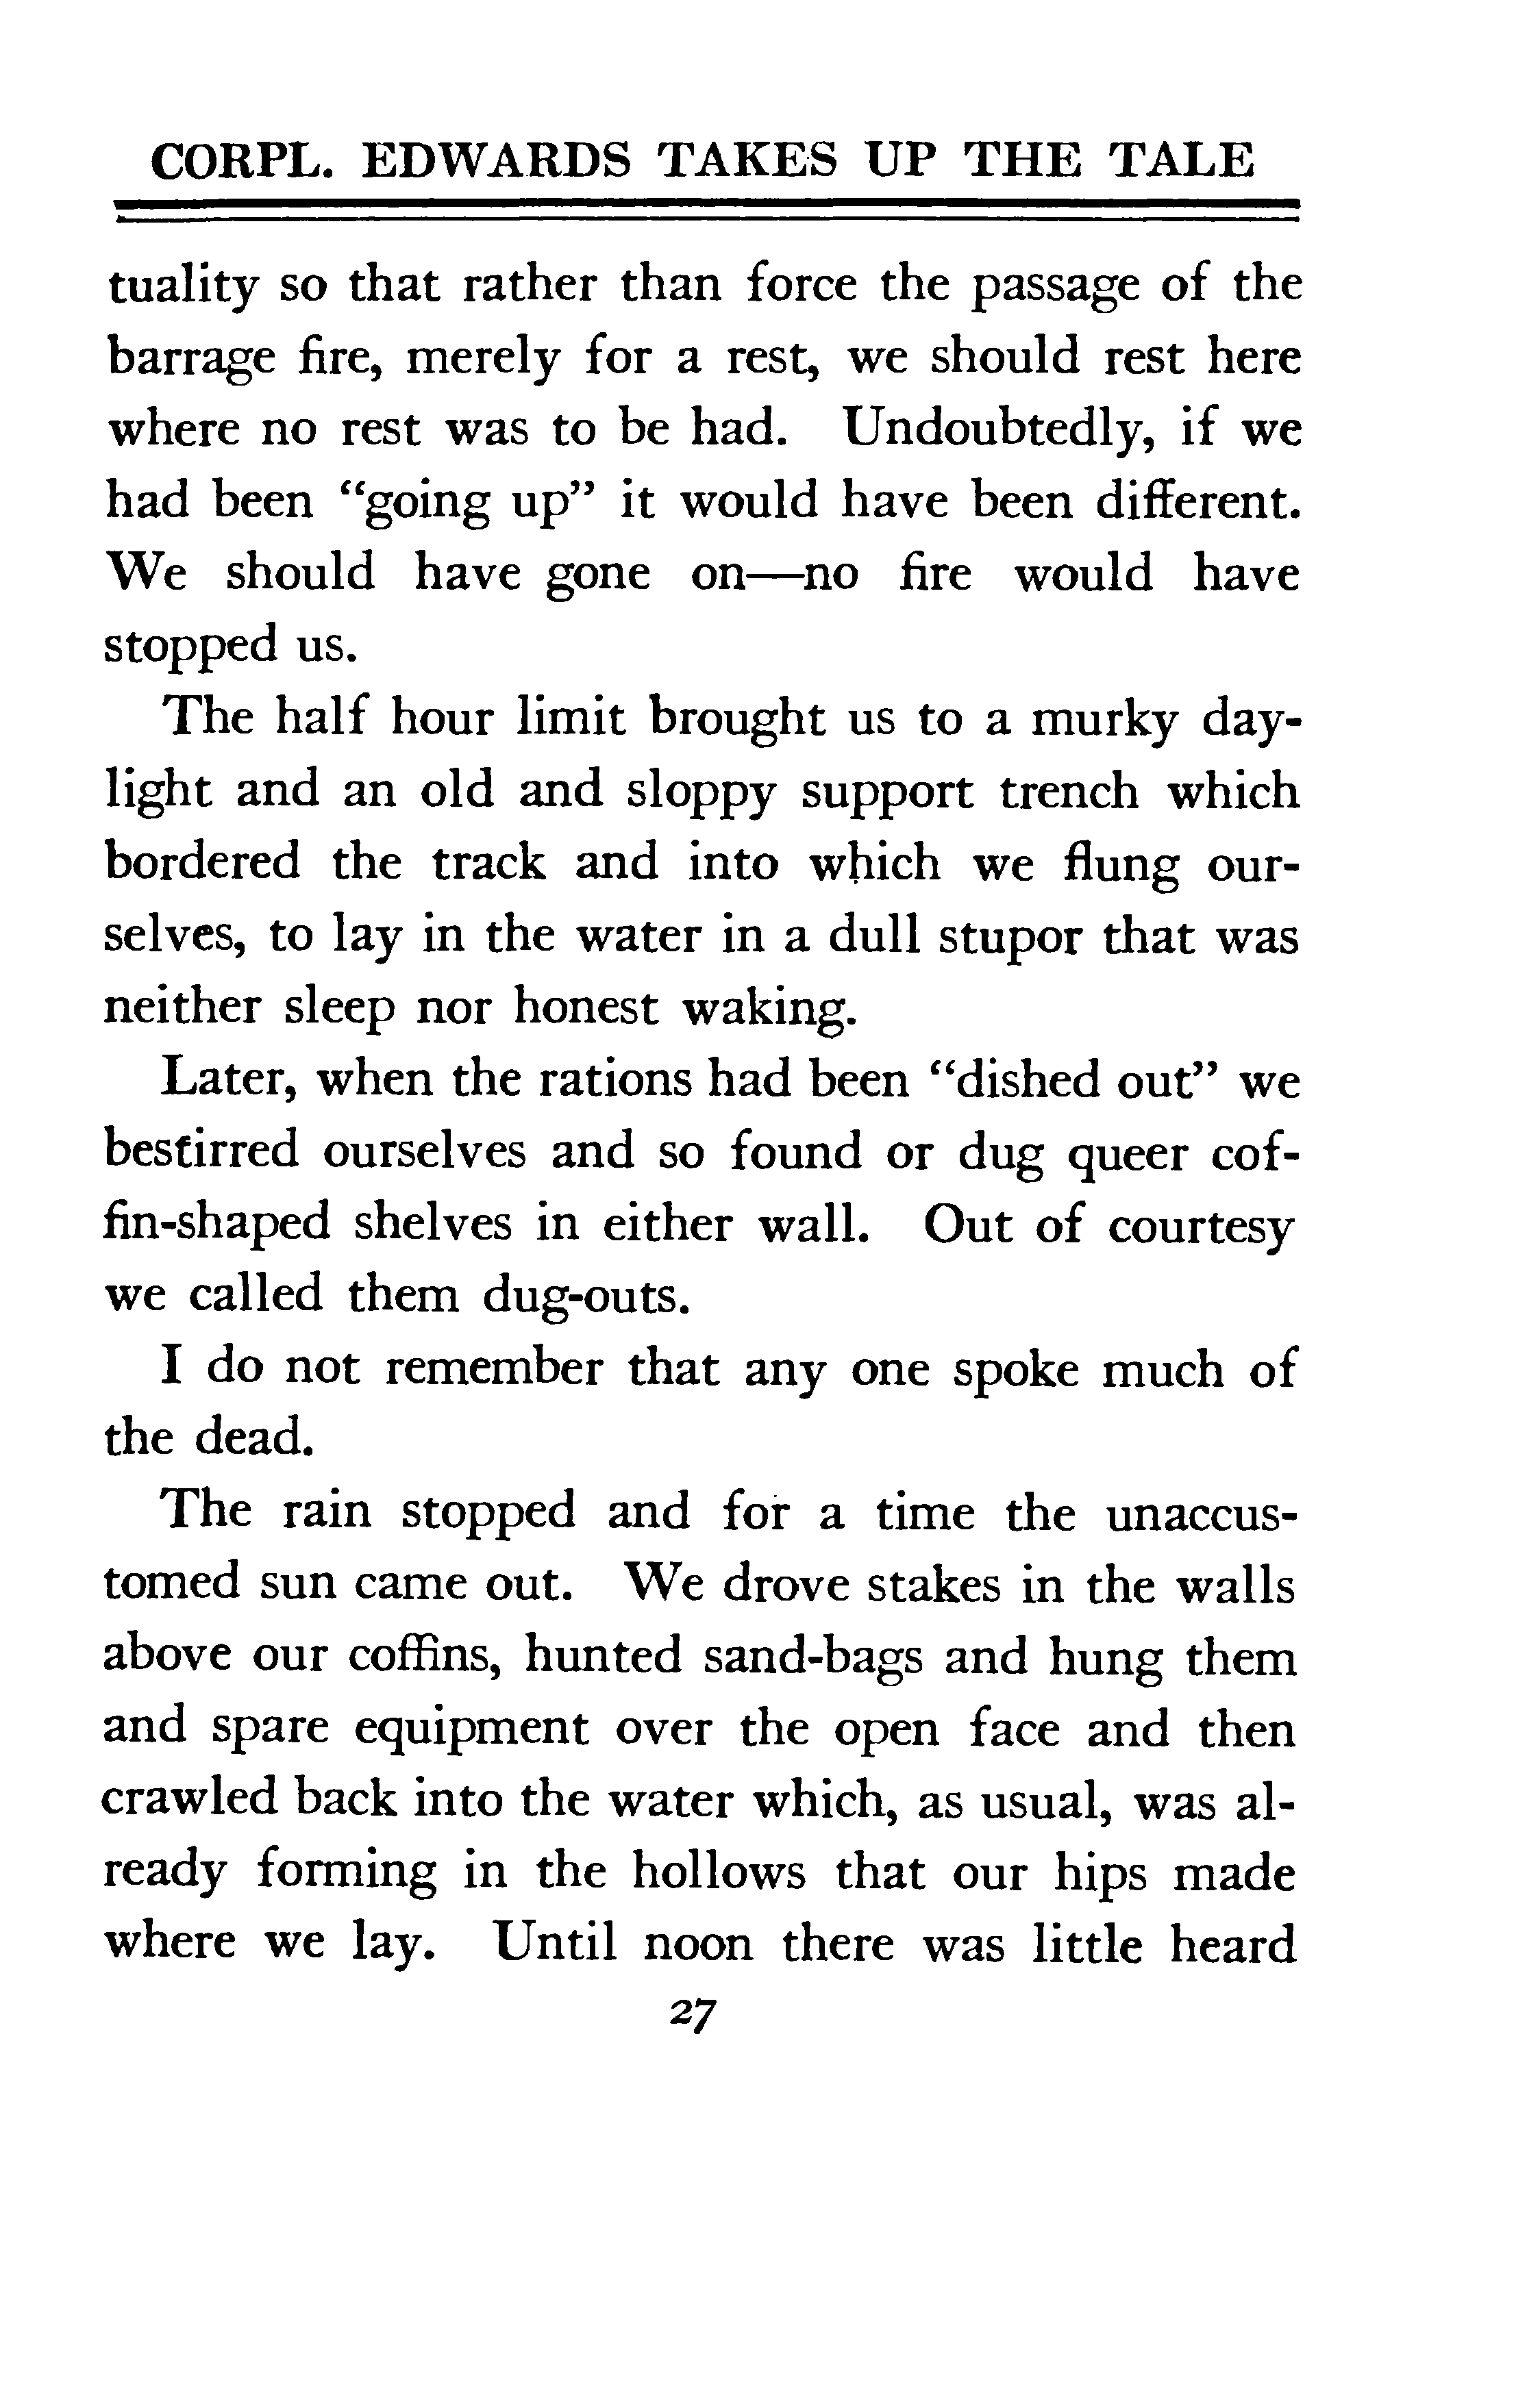 CORPL. EDWARDS TAKES UP THE TALE
tuality so that rather than force the passage of the
barrage fire, merely for a rest, we should rest here
where no rest was to be had. Undoubtedly, if we
had been “going up” it would have been different.
We should have gone on—no fire would have
stopped us.
The half hour limit brought us to a murky day-
light and an old and sloppy support trench which
bordered the track and into which we flung our-
selves, to lay in the water in a dull stupor that was
neither sleep nor honest waking.
Later, when the rations had been “dished out” we
bestirred ourselves and so found or dug queer cof-
fin-shaped shelves in either wall. Out of courtesy
we called them dug-outs.
I do not remember that any one spoke much of
the dead.
The rain stopped and for a time the unaccus-
tomed sun came out. We drove stakes in the walls
above our coffins, hunted sand-bags and hung them
and spare equipment over the open face and then
crawled back into the water which, as usual, was al-
ready forming in the hollows that our hips made
where we lay. Until noon there was little heard
27